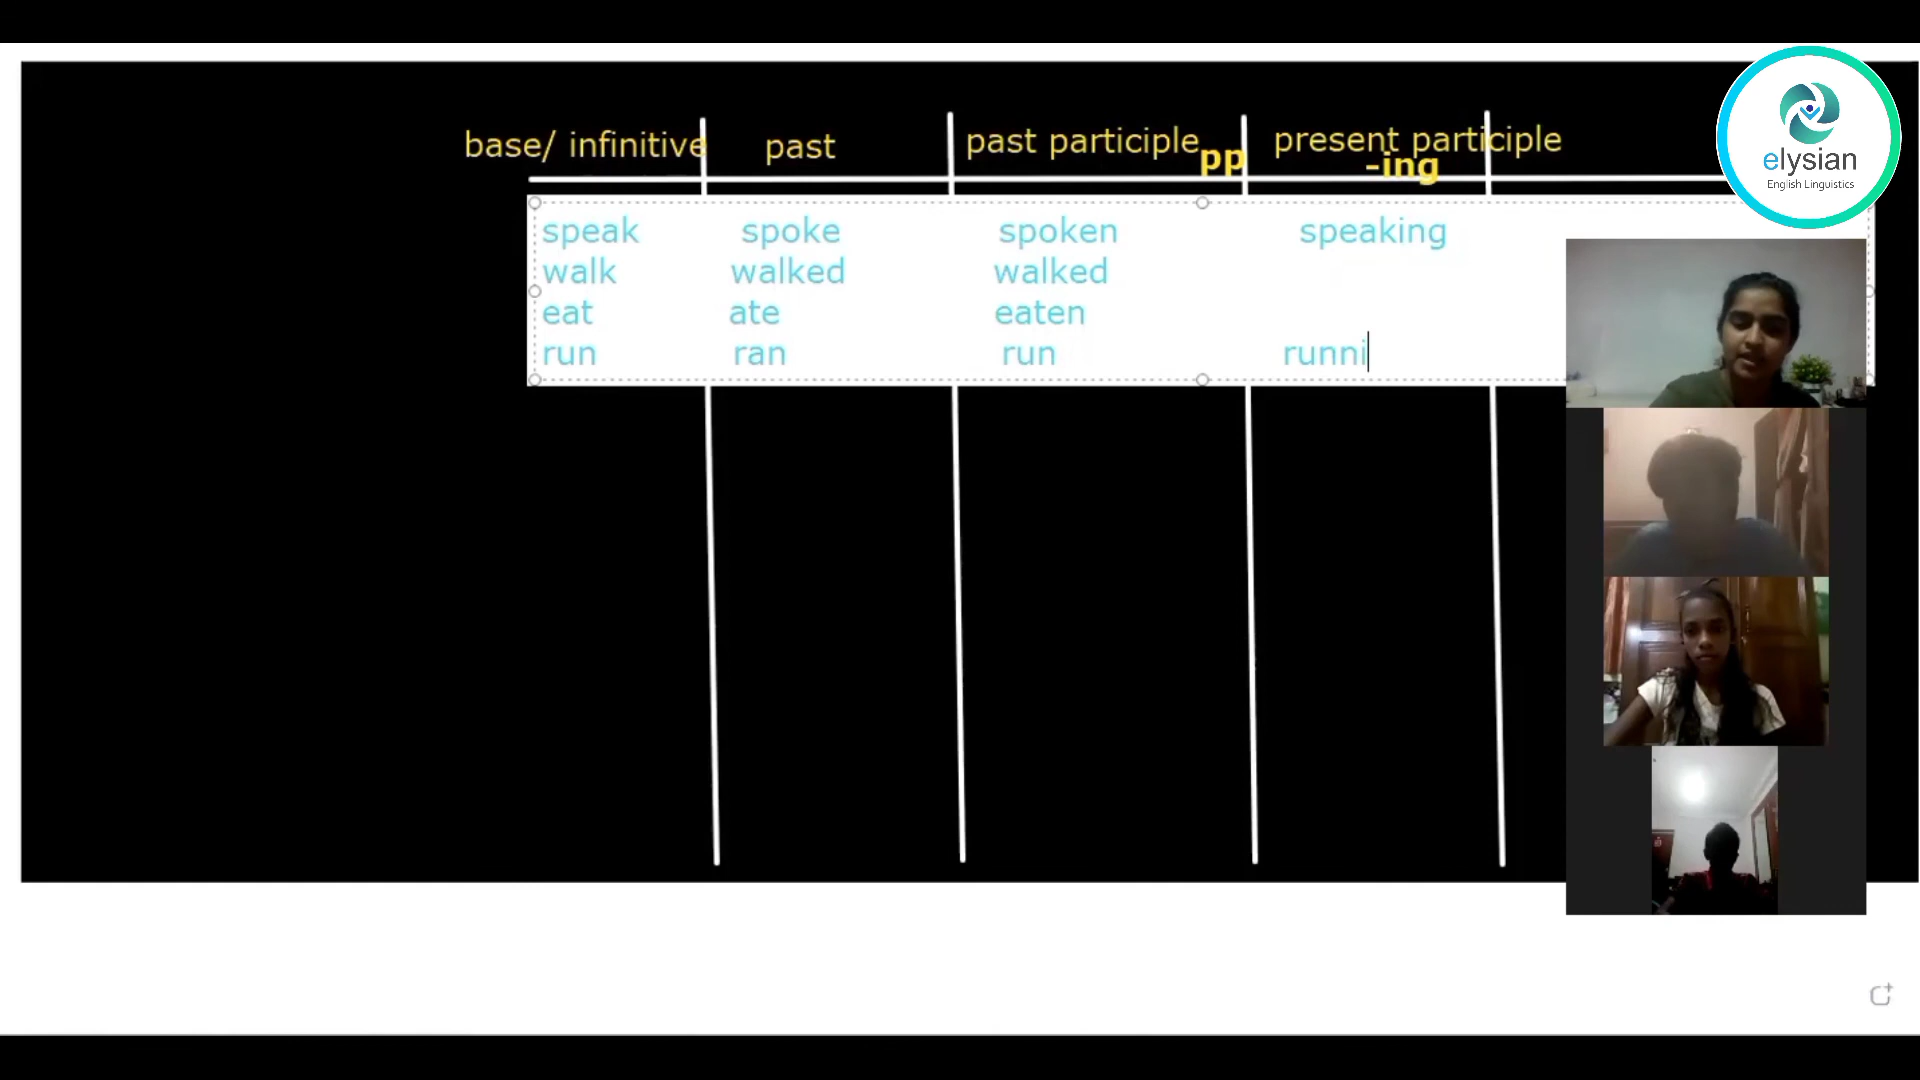 base/ infinitive past past participle pp present participle
-ing
speak spoke spoken speaking
walk walked walked
eat ate eaten
run ran run runni
elysian
English Linguistics